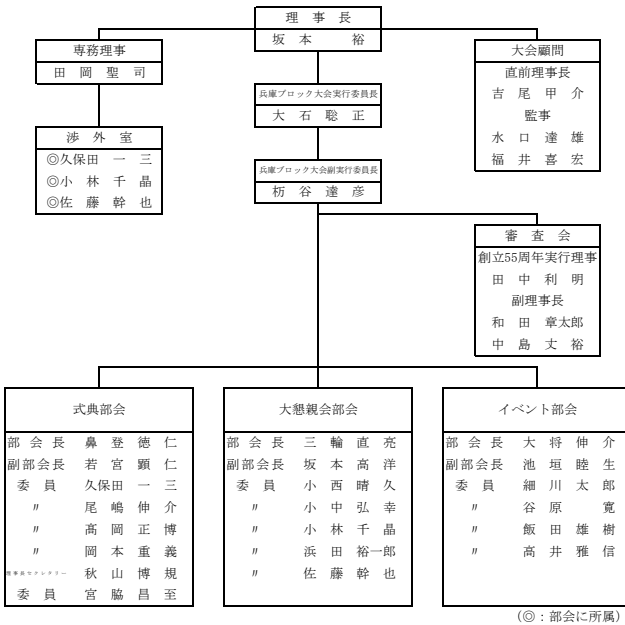 理事長
坂本　裕
専務理事
田岡聖司
大会顧問
直前理事長
吉尾甲介
監事
水口達雄
福井喜宏
兵庫ブロック大会実行委員長
大石聡正
渉外室
◎久保田　一三
◎小林千晶
◎佐藤幹也
兵庫ブロック大会副実行委員長
枥谷達彦
審査会
創立55周年実行理事
田中利明
副理事長
和田章太郎
中島丈裕
式典部会
部会長　鼻登徳仁
副部会長　若宮顕仁
委員　久保田　一三
〃　尾嶋伸介
〃　髙岡正博
〃　岡本重義
理事長セクレタリー　秋山博規
委員　宮脇昌至
大懇親会部会
部会長　三輪直亮
副部会長　坂本高洋
委員　小西晴久
〃　小中弘幸
〃　小林千晶
〃　浜田裕一郎
〃　佐藤幹也
イベント部会
部会長　大将伸介
副部会長　池垣睦生
委員　細川太郎
〃　谷原　寛
〃　飯田雄樹
〃　高井雅信
（◎：部会に所属）